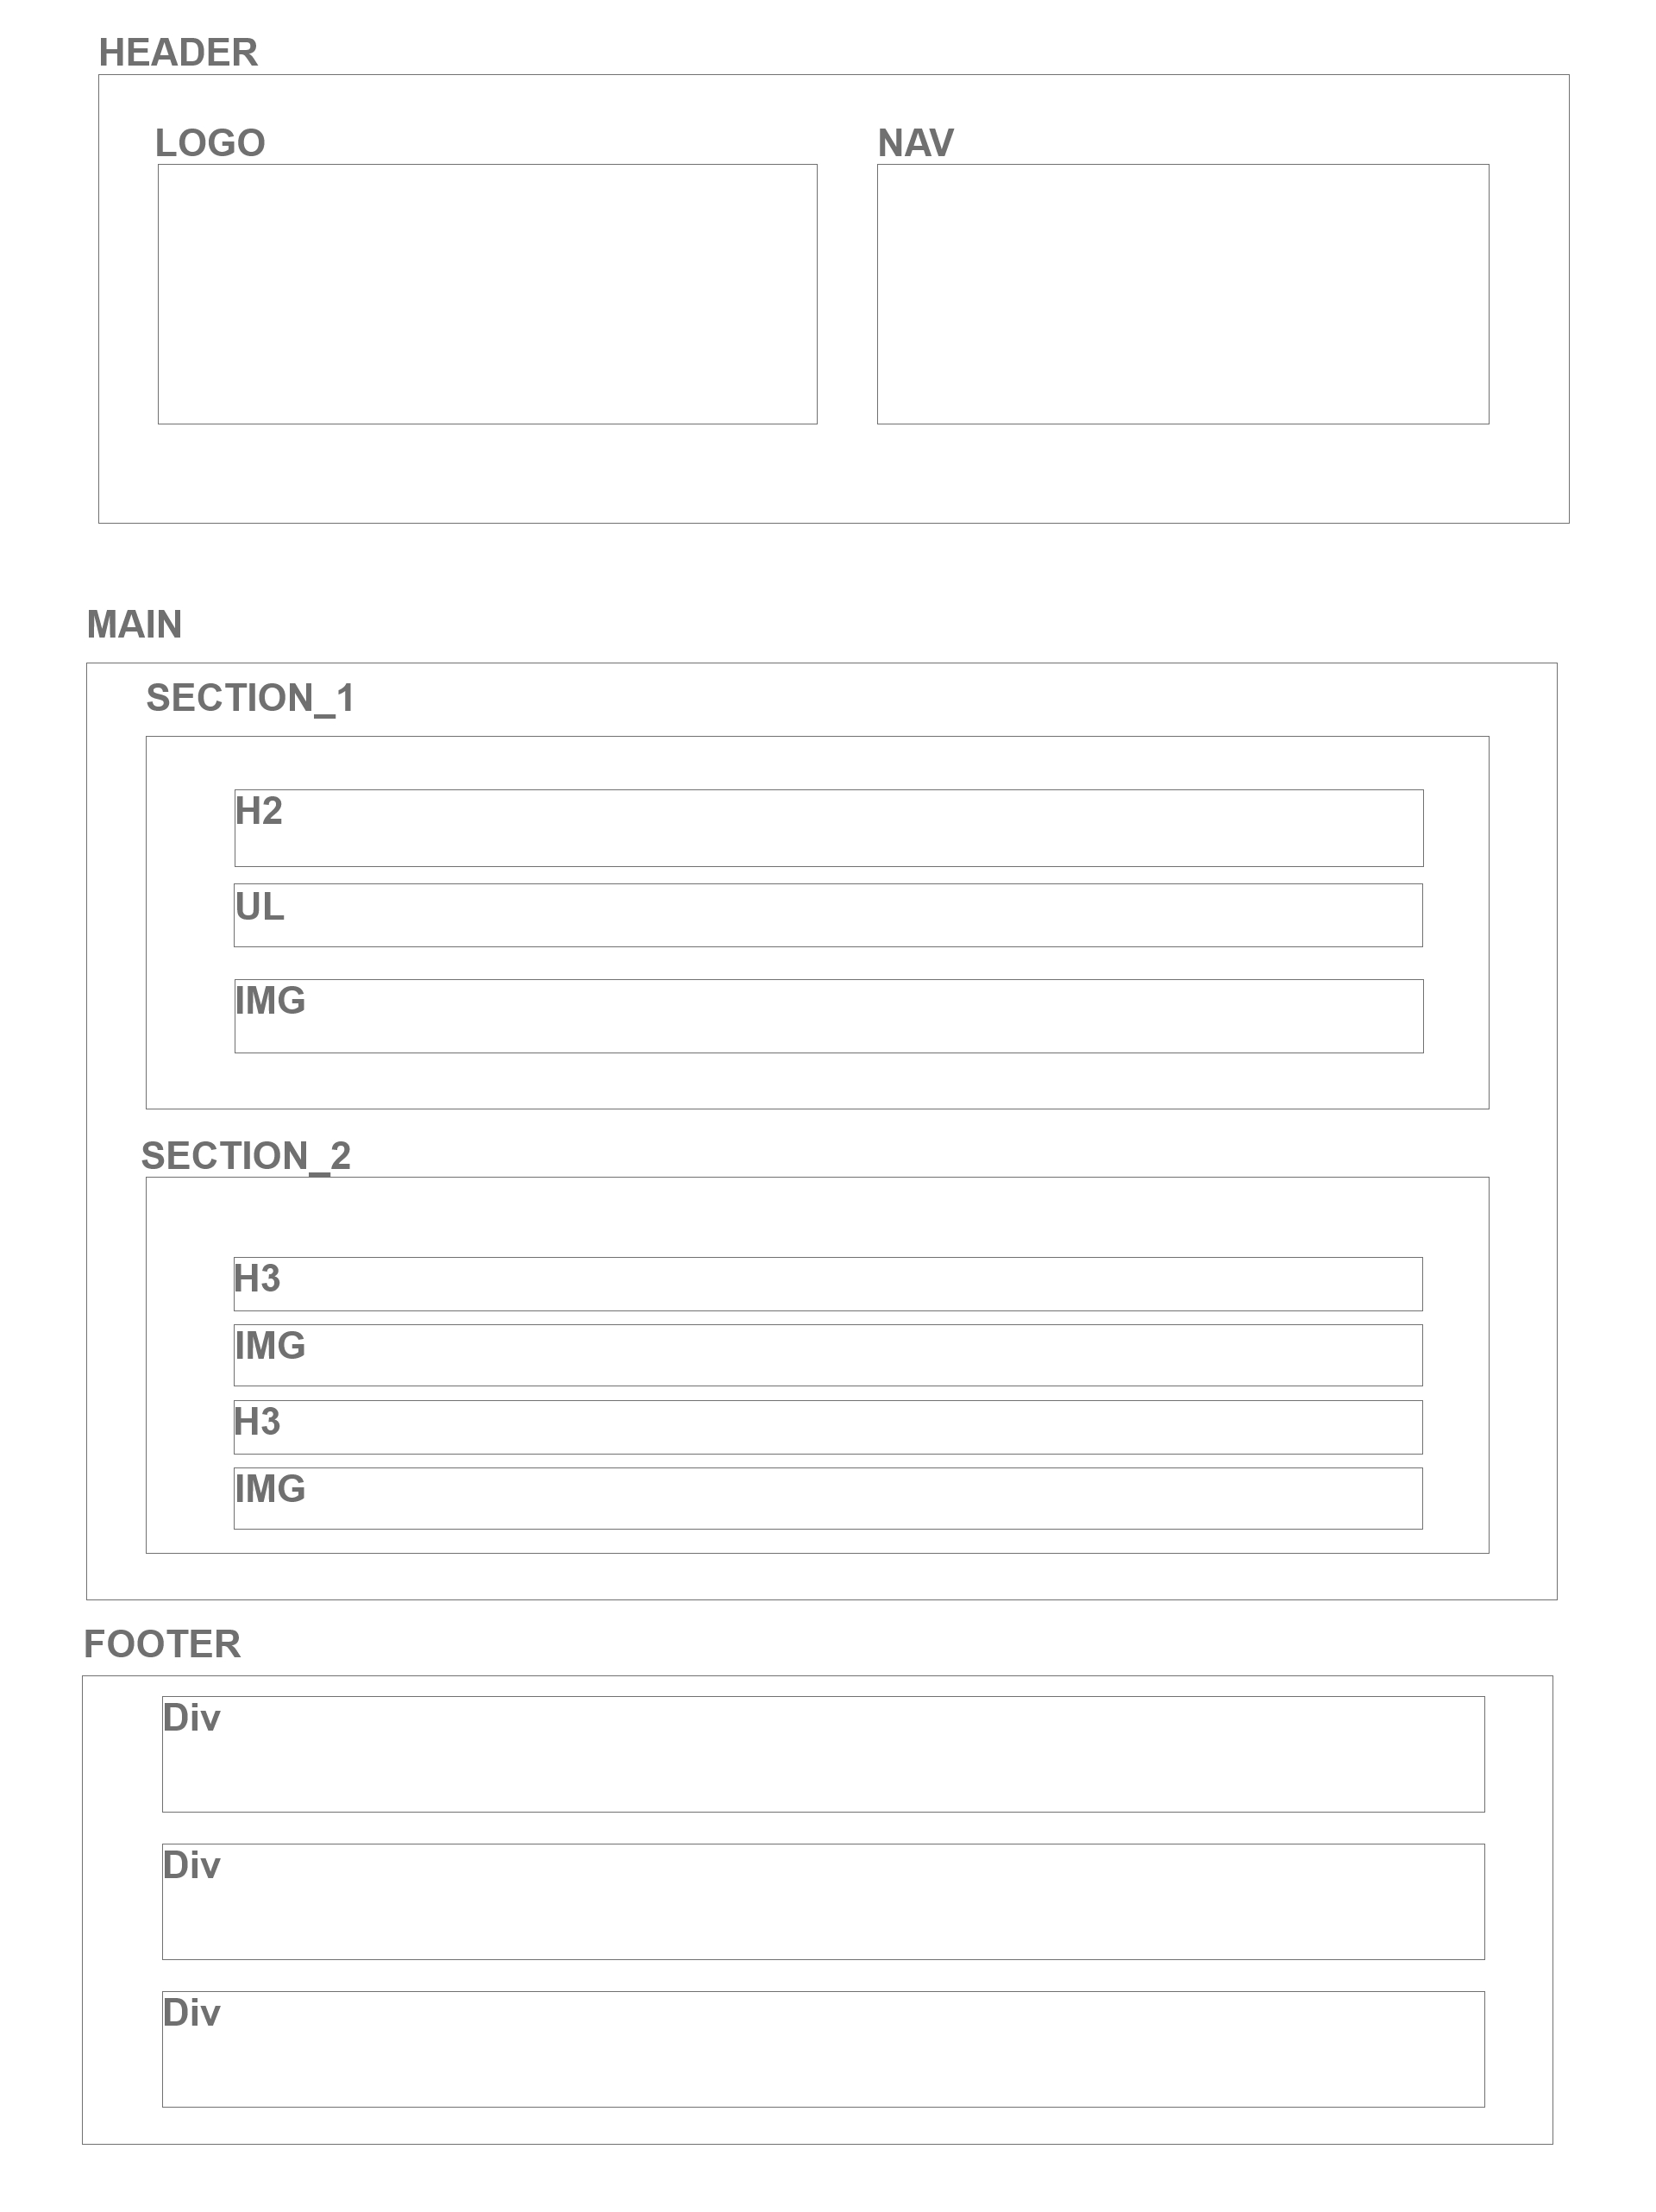 HEADER
LOGO
NAV
MAIN
SECTION_1
H2
UL
IMG
SECTION_2
H3
IMG
H3
IMG
FOOTER
Div
Div
Div